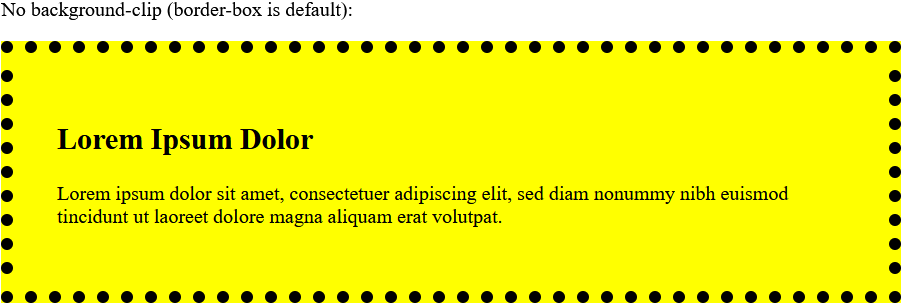 No background-clip (border-box is default):
Lorem Ipsum Dolor
Lorem ipsum dolor sit amet, consectetuer adipiscing elit, sed diam nonummy nibh euismod
tincidunt ut laoreet dolore magna aliquam erat volutpat.